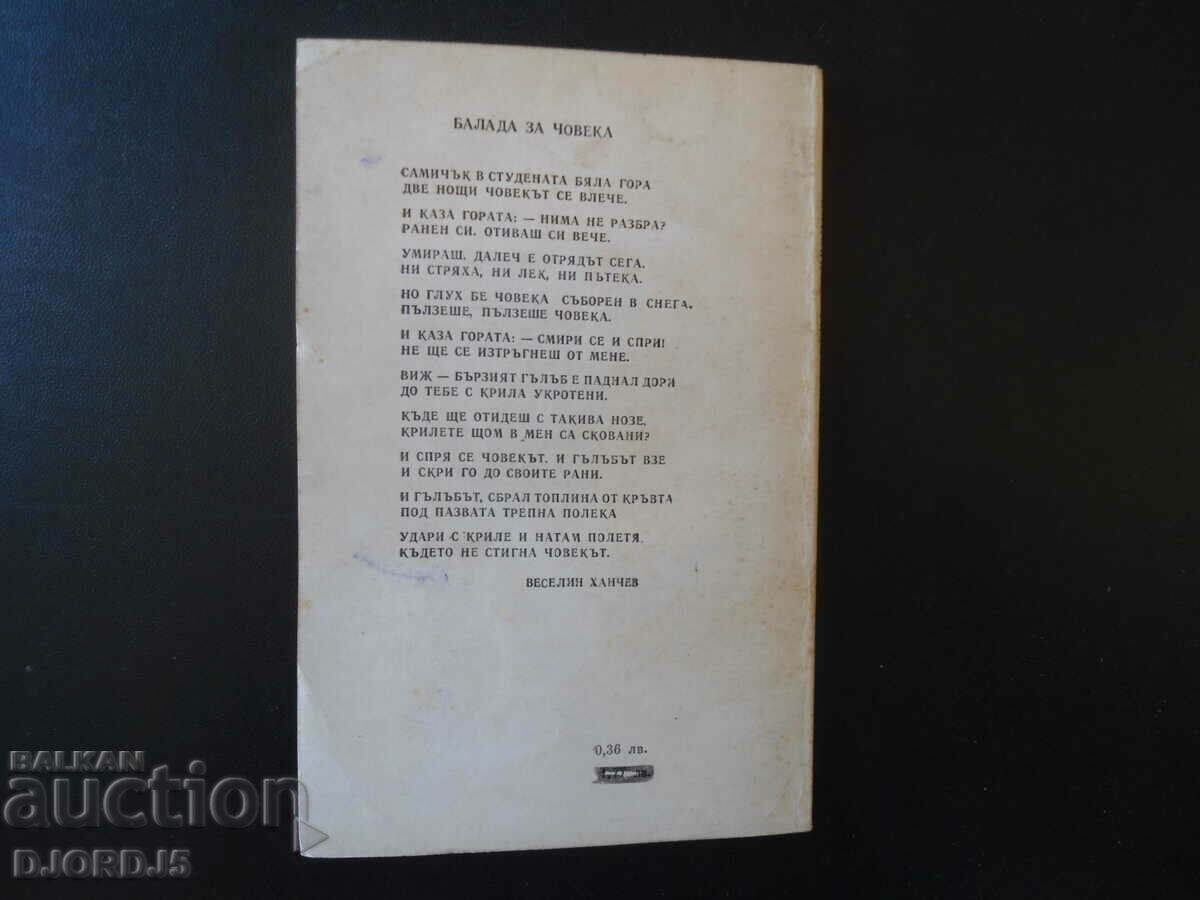 БАЛАДА ЗА ЧОВЕКА
САМИЧЪК В СТУДЕНАТА БЯЛА ГОРА
ДВЕ НОЩИ ЧОВЕКЪТ СЕ ВЛЕЧЕ.
И КАЗА ГОРАТА: — НИМА НЕ РАЗБРА?
РАНЕН СИ. ОТИВАШ СИ ВЕЧЕ.
УМИРАШ. ДАЛЕЧ Е ОТРЯДЪТ СЕГА.
НИ СТРЯХА, НИ ЛЕК, НИ ПЪТЕКА.
НО ГЛУХ БЕ ЧОВЕКА СЪБОРЕН В СНЕГА.
ПЪЛЗЕШЕ, ПЪЛЗЕШЕ ЧОВЕКА.
И КАЗА ГОРАТА: — СМИРИ СЕ И СПРИ!
НЕ ЩЕ СЕ ИЗТРЪГНЕШ ОТ МЕНЕ.
ВИЖ — БЪРЗИЯТ ГЪЛЪБ Е ПАДНАЛ ДОРИ
ДО ТЕБЕ С КРИЛА УКРОТЕНИ.
КЪДЕ ЩЕ ОТИДЕШ С ТАКИВА НОЗЕ,
КРИЛЕТЕ ЩОМ В МЕН СА СКОВАНИ?
И СПРЯ СЕ ЧОВЕКЪТ. И ГЪЛЪБЪТ ВЗЕ
И СКРИ ГО ДО СВОИТЕ РАНИ.
И ГЪЛЪБЪТ, СБРАЛ ТОПЛИНА ОТ КРЪВТА
ПОД ПАЗВАТА ТРЕПНА ПОЛЕКА
УДАРИ С КРИЛЕ И НАТАМ ПОЛЕТЯ,
КЪДЕТО НЕ СТИГНА ЧОВЕКЪТ.
ВЕСЕЛИН ХАНЧЕВ
0,36 лв.
BALKAN
auction
DJORDJ5